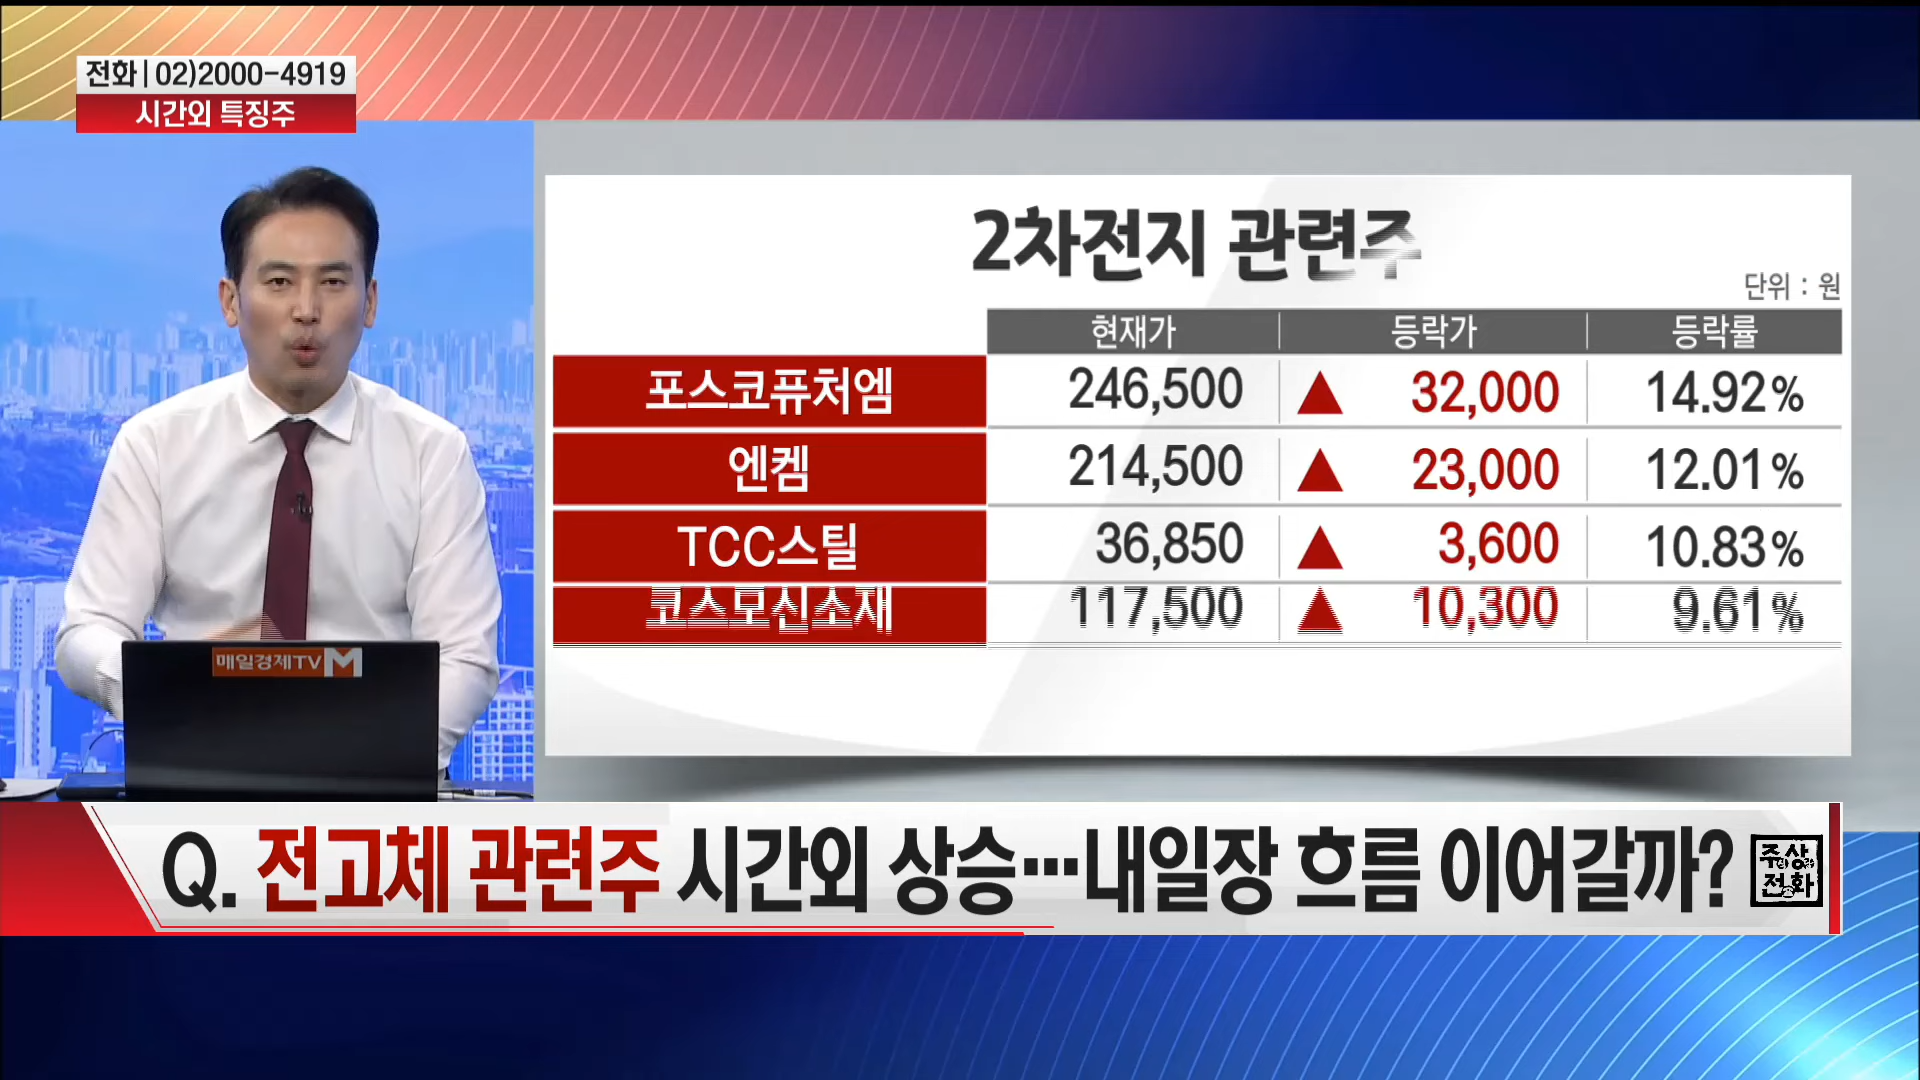 전화 | 02)2000-4919
시간외 특징주
2차전지 관련주
단위 : 원
현재가 등락가 등락률
포스코퓨처엠 246,500 ▲ 32,000 14.92%
엔켐 214,500 ▲ 23,000 12.01%
TCC스틸 36,850 ▲ 3,600 10.83%
코스모신소재 117,500 ▲ 10,300 9.61%
매일경제TV M
Q. 전고체 관련주 시간외 상승…내일장 흐름 이어갈까?
주상
전화